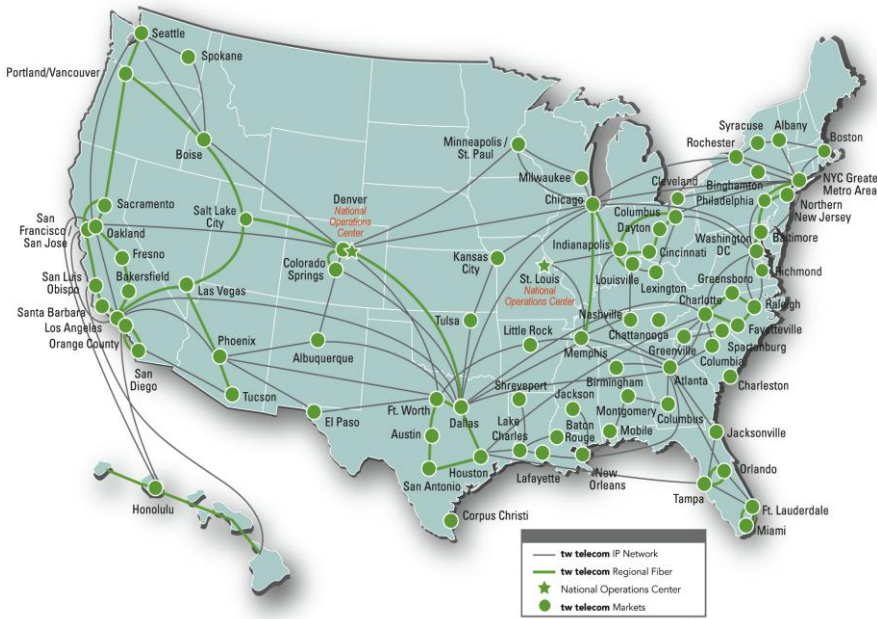 Seattle
Spokane
Portland/Vancouver
Boise
Minneapolis /
St. Paul
Milwaukee
Chicago
Cleveland
Rochester
Syracuse
Albany
Boston
Binghamton
NYC Greater
Metro Area
Philadelphia
Northern
New Jersey
Sacramento
San
Francisco
San Jose
Oakland
Salt Lake
City
Denver
National
Operations
Center
Colorado
Springs
Kansas
City
St. Louis
National
Operations Center
Columbus
Dayton
Indianapolis
Cincinnati
Washington
DC
Baltimore
Richmond
Fresno
San Luis
Obispo
Bakersfield
Las Vegas
Santa Barbara
Los Angeles
Orange County
San
Diego
Phoenix
Tucson
Albuquerque
El Paso
Tulsa
Little Rock
Louisville
Lexington
Nashville
Memphis
Chattanooga
Greensboro
Charlotte
Raleigh
Fayetteville
Greenville
Spartenburg
Columbia
Charleston
Atlanta
Birmingham
Montgomery
Columbus
Mobile
Jackson
Shreveport
Ft. Worth
Dallas
Lake
Charles
Baton
Rouge
Austin
Houston
San Antonio
Lafayette
New
Orleans
Corpus Christi
Jacksonville
Orlando
Tampa
Ft. Lauderdale
Miami
Honolulu
tw telecom IP Network
tw telecom Regional Fiber
National Operations Center
tw telecom Markets